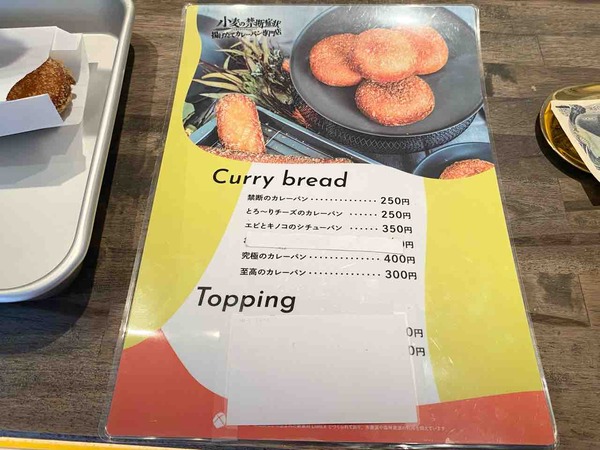 小麦の禁断症状
揚げたてカレーパン専門店
Curry bread
禁断のカレーパン・・・・・・・・・・・・・・250円
とろ〜りチーズのカレーパン・・・・・・・250円
エビとキノコのシチューパン・・・・・・350円
円
究極のカレーパン・・・・・・・・・・・・・・・400円
至高のカレーパン・・・・・・・・・・・・・・・300円
Topping
0円
0円